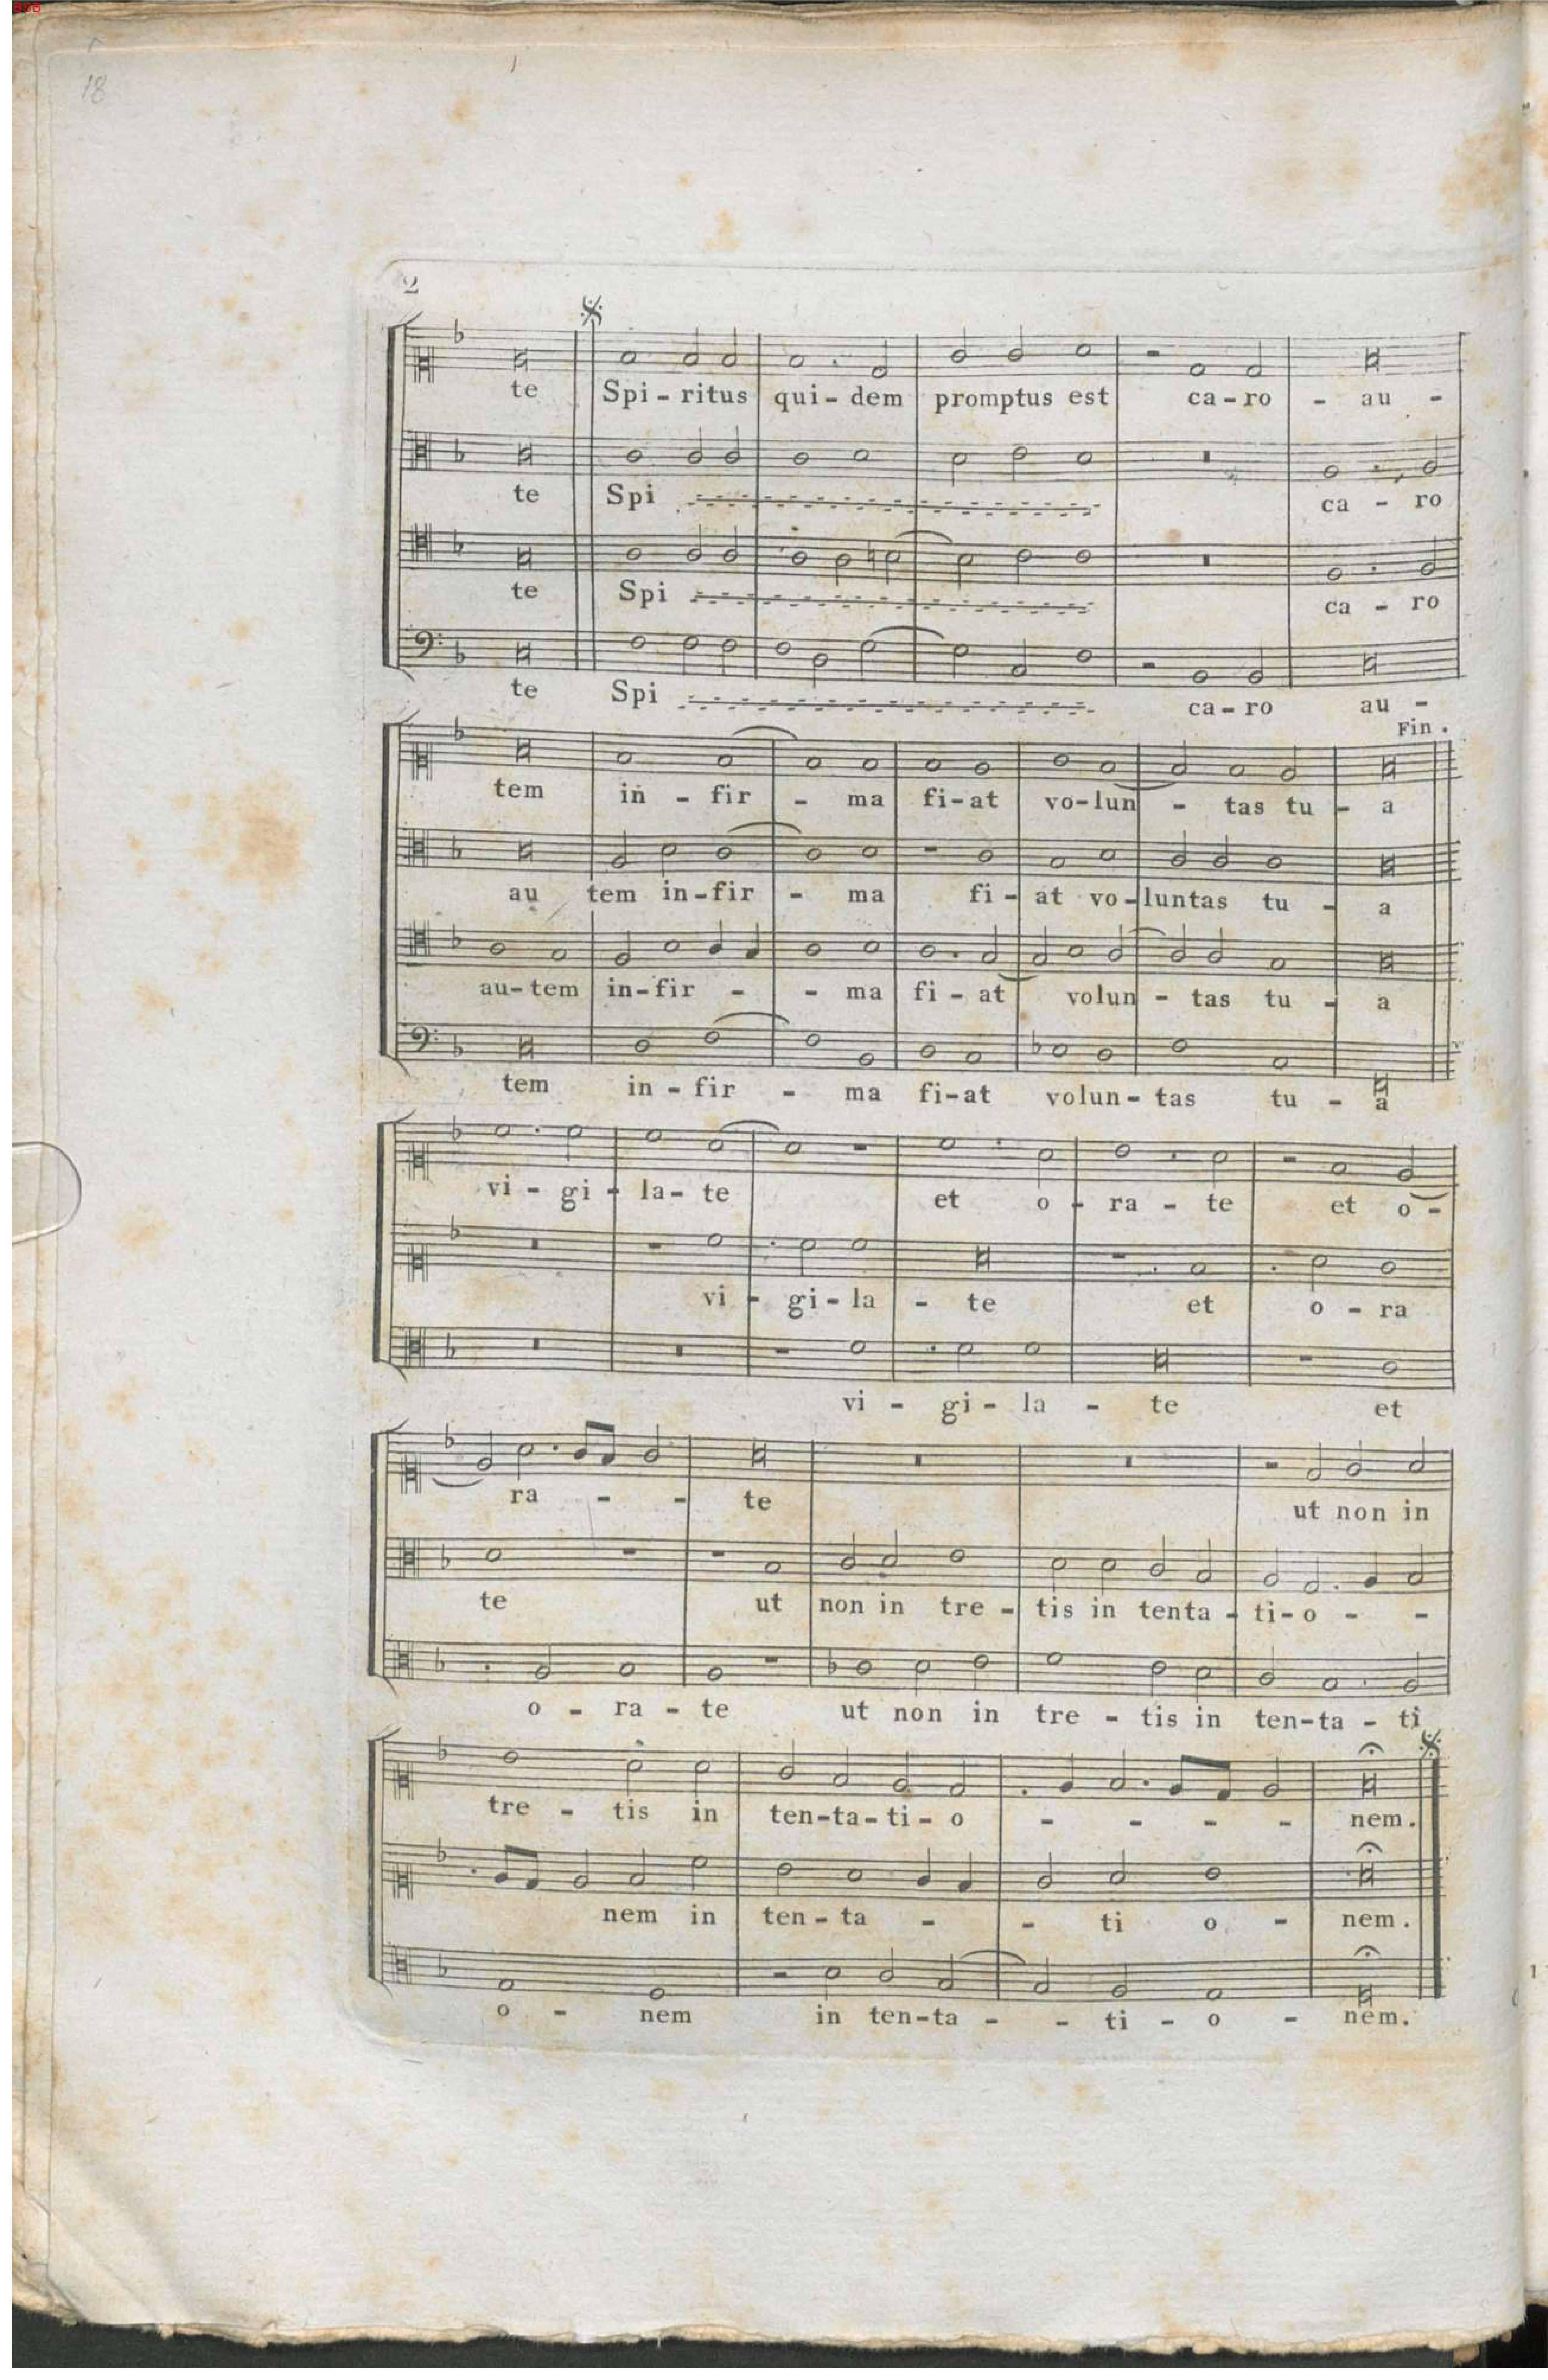 898
18
2
te Spi - ritus qui - dem promptus est ca - ro - au -
te Spi ca - ro
te Spi ca - ro
te Spi ca - ro au -
Fin .
tem in - fir - ma fi - at vo - lun - tas tu - a
au tem in - fir - ma fi - at vo - luntas tu - a
au - tem in - fir - - ma fi - at volun - tas tu - a
tem in - fir - ma fi - at volun - tas tu - a
vi - gi - la - te et o - ra - te et o -
vi - gi - la - te et o - ra
vi - gi - la - te et
ra - - te ut non in
te ut non in tre - tis in tenta - ti - o - -
o - ra - te ut non in tre - tis in ten - ta - ti
tre - tis in ten - ta - ti - o - - - - nem.
nem in ten - ta - - ti o - nem.
o - nem in ten - ta - - ti - o - nem.